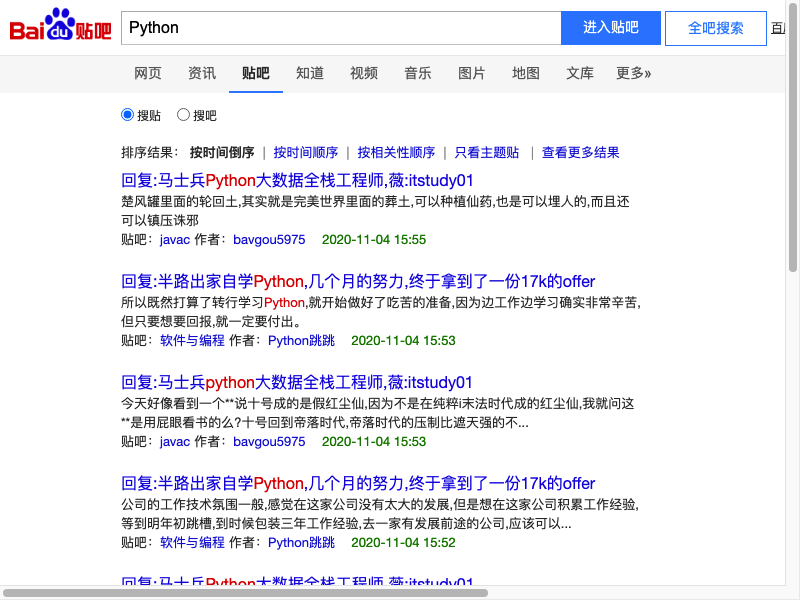 Bai du 贴吧 Python 进入贴吧 全吧搜索
网页 资讯 贴吧 知道 视频 音乐 图片 地图 文库 更多»
搜贴 搜吧
排序结果： 按时间倒序 | 按时间顺序 | 按相关性顺序 | 只看主题贴 | 查看更多结果
回复:马士兵Python大数据全栈工程师,薇:itstudy01
楚风罐里面的轮回土,其实就是完美世界里面的葬土,可以种植仙药,也是可以埋人的,而且还
可以镇压诛邪
贴吧：javac 作者：bavgou5975 2020-11-04 15:55
回复:半路出家自学Python,几个月的努力,终于拿到了一份17k的offer
所以既然打算了转行学习Python,就开始做好了吃苦的准备,因为边工作边学习确实非常辛苦,
但只要想要回报,就一定要付出。
贴吧：软件与编程 作者：Python跳跳 2020-11-04 15:53
回复:马士兵python大数据全栈工程师,薇:itstudy01
今天好像看到一个**说十号成的是假红尘仙,因为不是在纯粹i末法时代成的红尘仙,我就问这
**是用屁眼看书的么?十号回到帝落时代,帝落时代的压制比遮天强的不...
贴吧：javac 作者：bavgou5975 2020-11-04 15:53
回复:半路出家自学Python,几个月的努力,终于拿到了一份17k的offer
公司的工作技术氛围一般,感觉在这家公司没有太大的发展,但是想在这家公司积累工作经验,
等到明年初跳槽,到时候包装三年工作经验,去一家有发展前途的公司,应该可以...
贴吧：软件与编程 作者：Python跳跳 2020-11-04 15:52
回复:马士兵Python大数据全栈工程师,薇:itstudy01